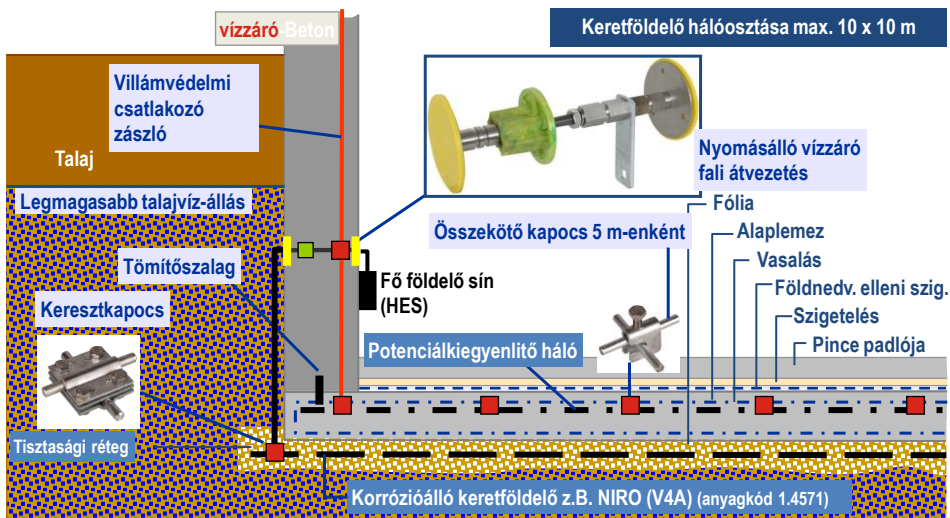 vízzáró-Beton
Keretföldelő hálóosztása max. 10 x 10 m
Villámvédelmi
csatlakozó
zászló
Talaj
Nyomásálló vízzáró
fali átvezetés
Legmagasabb talajvíz-állás
Fólia
Összekötő kapocs 5 m-enként
Alaplemez
Vasalás
Tömítőszalag
Fő földelő sín
(HES)
Földnedv. elleni szig.
Keresztkapocs
Szigetelés
Potenciálkiegyenlitő háló
Pince padlója
Tisztasági réteg
Korrózióálló keretföldelő z.B. NIRO (V4A) (anyagkód 1.4571)